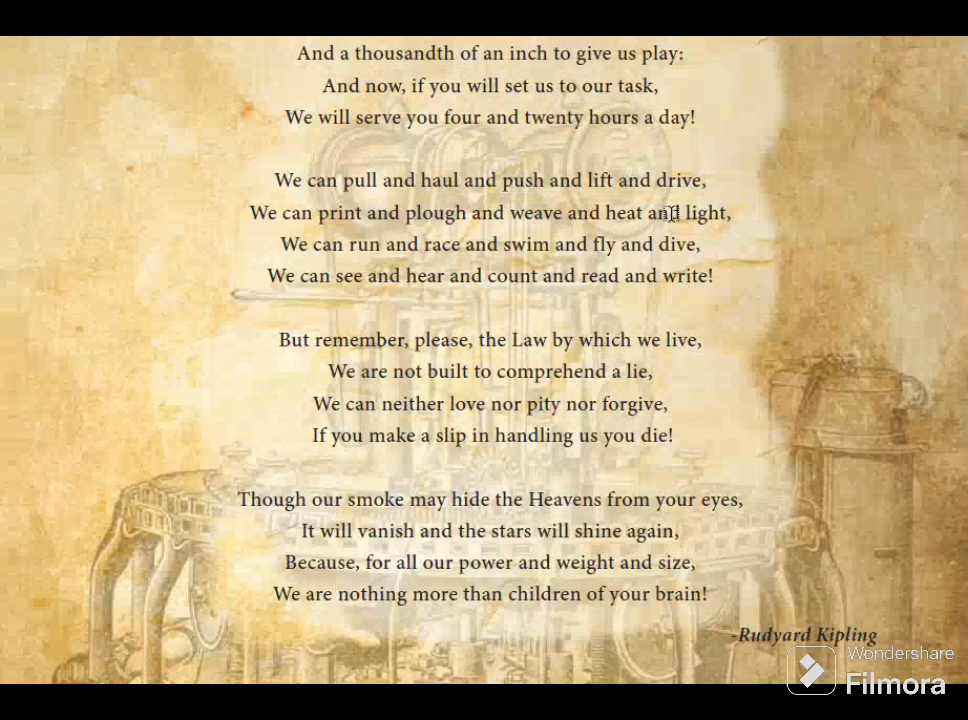 And a thousandth of an inch to give us play:
And now, if you will set us to our task,
We will serve you four and twenty hours a day!
We can pull and haul and push and lift and drive,
We can print and plough and weave and heat and light,
We can run and race and swim and fly and dive,
We can see and hear and count and read and write!
But remember, please, the Law by which we live,
We are not built to comprehend a lie,
We can neither love nor pity nor forgive,
If you make a slip in handling us you die!
Though our smoke may hide the Heavens from your eyes,
It will vanish and the stars will shine again,
Because, for all our power and weight and size,
We are nothing more than children of your brain!
-Rudyard Kipling
Wondershare
Filmora